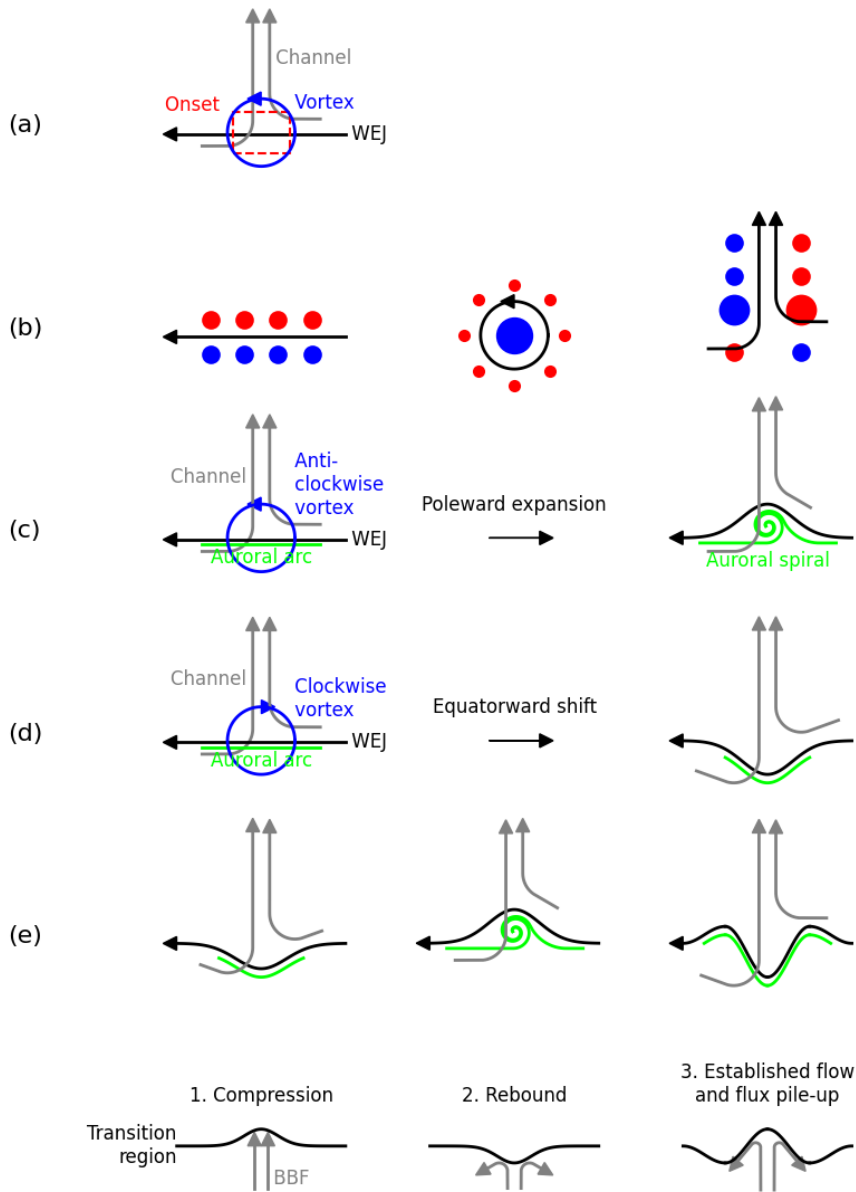 (a)
Channel
Onset
Vortex
WEJ
(b)
(c)
Channel
Anti-
clockwise
vortex
WEJ
Auroral arc
Poleward expansion
Auroral spiral
(d)
Channel
Clockwise
vortex
WEJ
Auroral arc
Equatorward shift
(e)
1. Compression
2. Rebound
3. Established flow
and flux pile-up
Transition
region
BBF